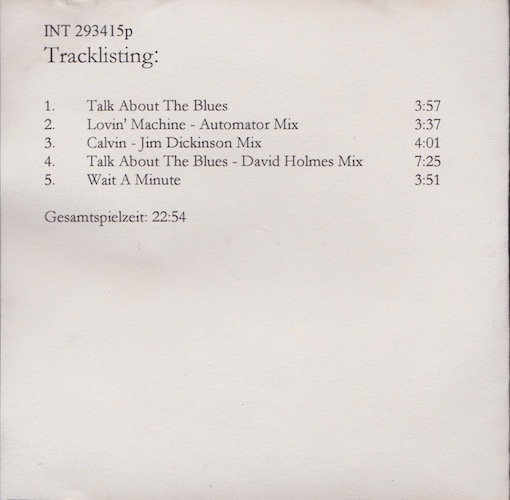 INT 293415p
Tracklisting:
1. Talk About The Blues 3:57
2. Lovin' Machine - Automator Mix 3:37
3. Calvin - Jim Dickinson Mix 4:01
4. Talk About The Blues - David Holmes Mix 7:25
5. Wait A Minute 3:51
Gesamtspielzeit: 22:54